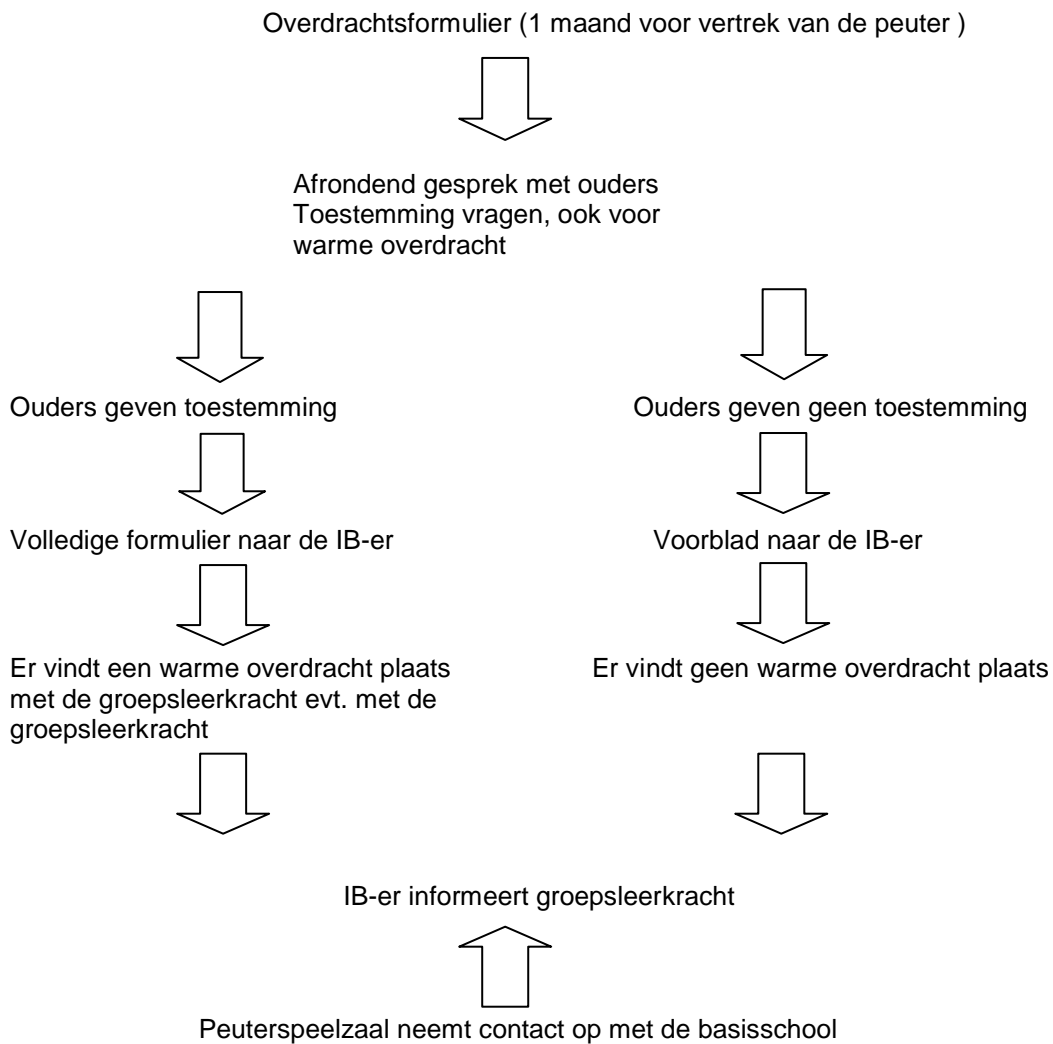 Overdrachtsformulier (1 maand voor vertrek van de peuter )
Afrondend gesprek met ouders
Toestemming vragen, ook voor
warme overdracht
Ouders geven toestemming
Ouders geven geen toestemming
Volledige formulier naar de IB-er
Voorblad naar de IB-er
Er vindt een warme overdracht plaats
met de groepsleerkracht evt. met de
groepsleerkracht
Er vindt geen warme overdracht plaats
IB-er informeert groepsleerkracht
Peuterspeelzaal neemt contact op met de basisschool